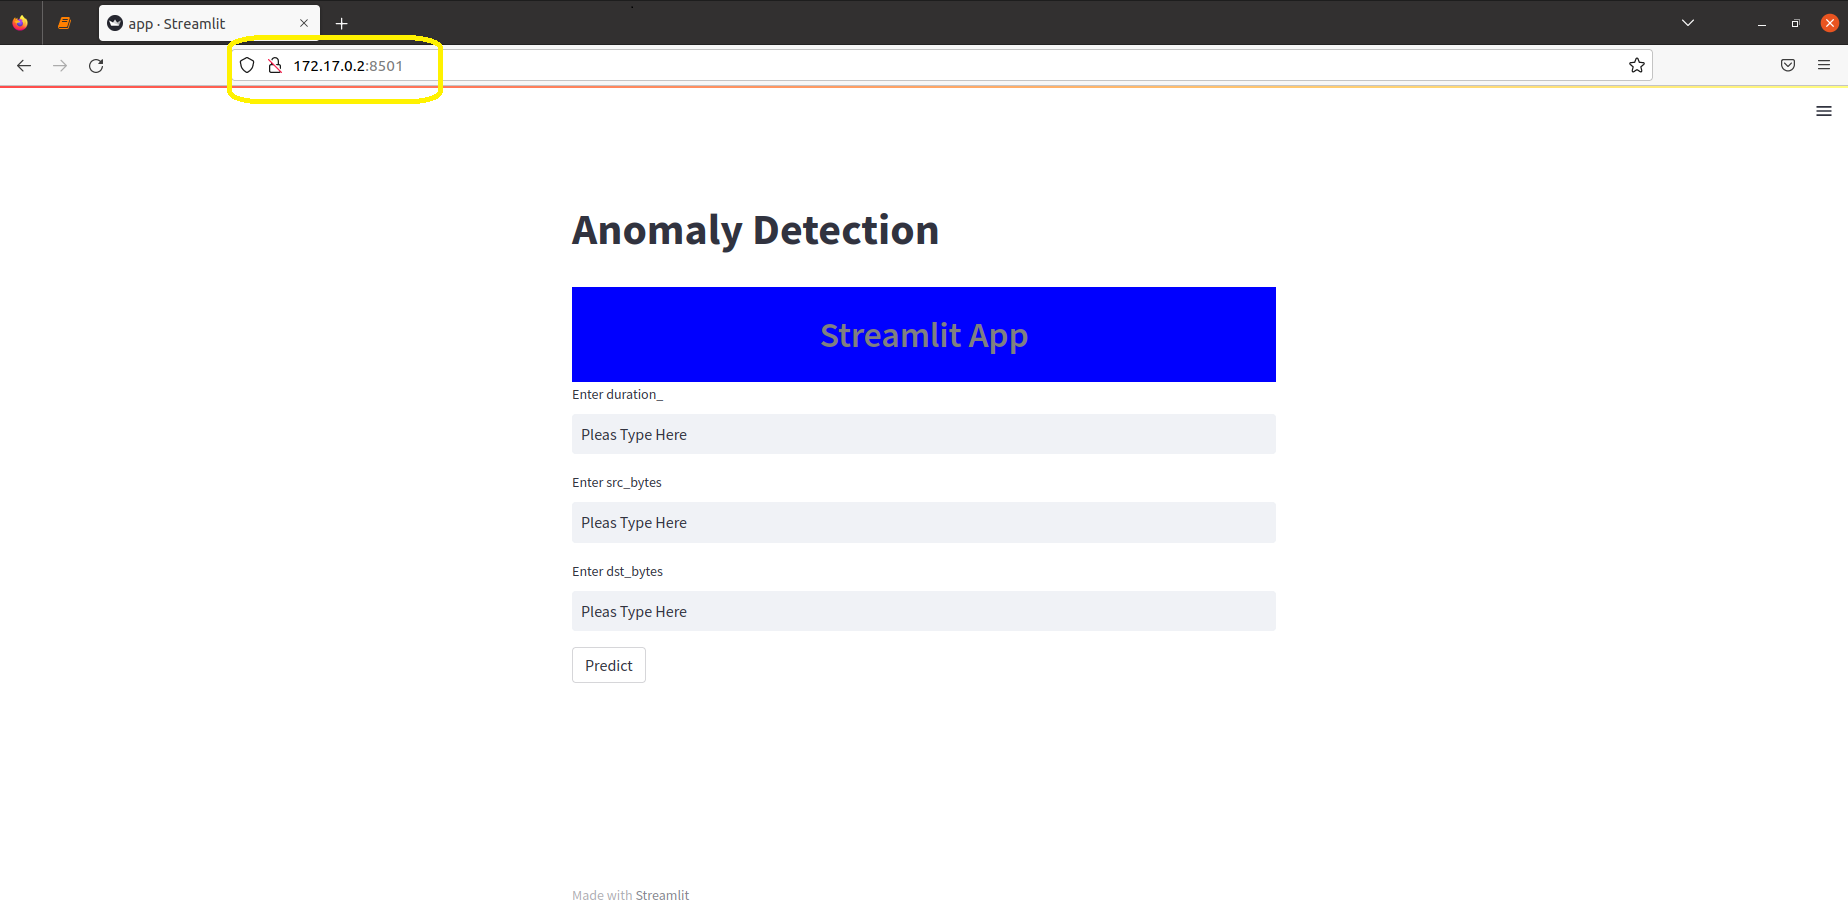 app · Streamlit
172.17.0.2:8501
Anomaly Detection
Streamlit App
Enter duration_
Pleas Type Here
Enter src_bytes
Pleas Type Here
Enter dst_bytes
Pleas Type Here
Predict
Made with Streamlit